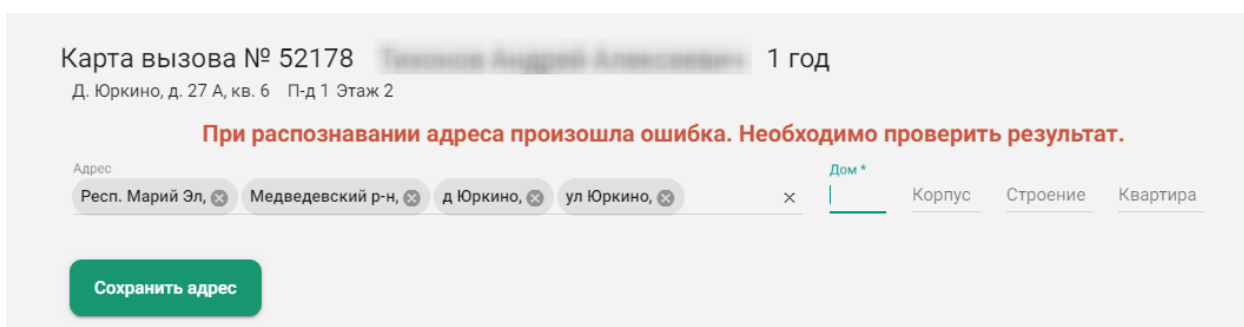 Карта вызова № 52178 1 год
Д. Юркино, д. 27 А, кв. 6 П-д 1 Этаж 2
При распознавании адреса произошла ошибка. Необходимо проверить результат.
Адрес Дом *
Респ. Марий Эл, Медведевский р-н, д Юркино, ул Юркино, Корпус Строение Квартира
Сохранить адрес